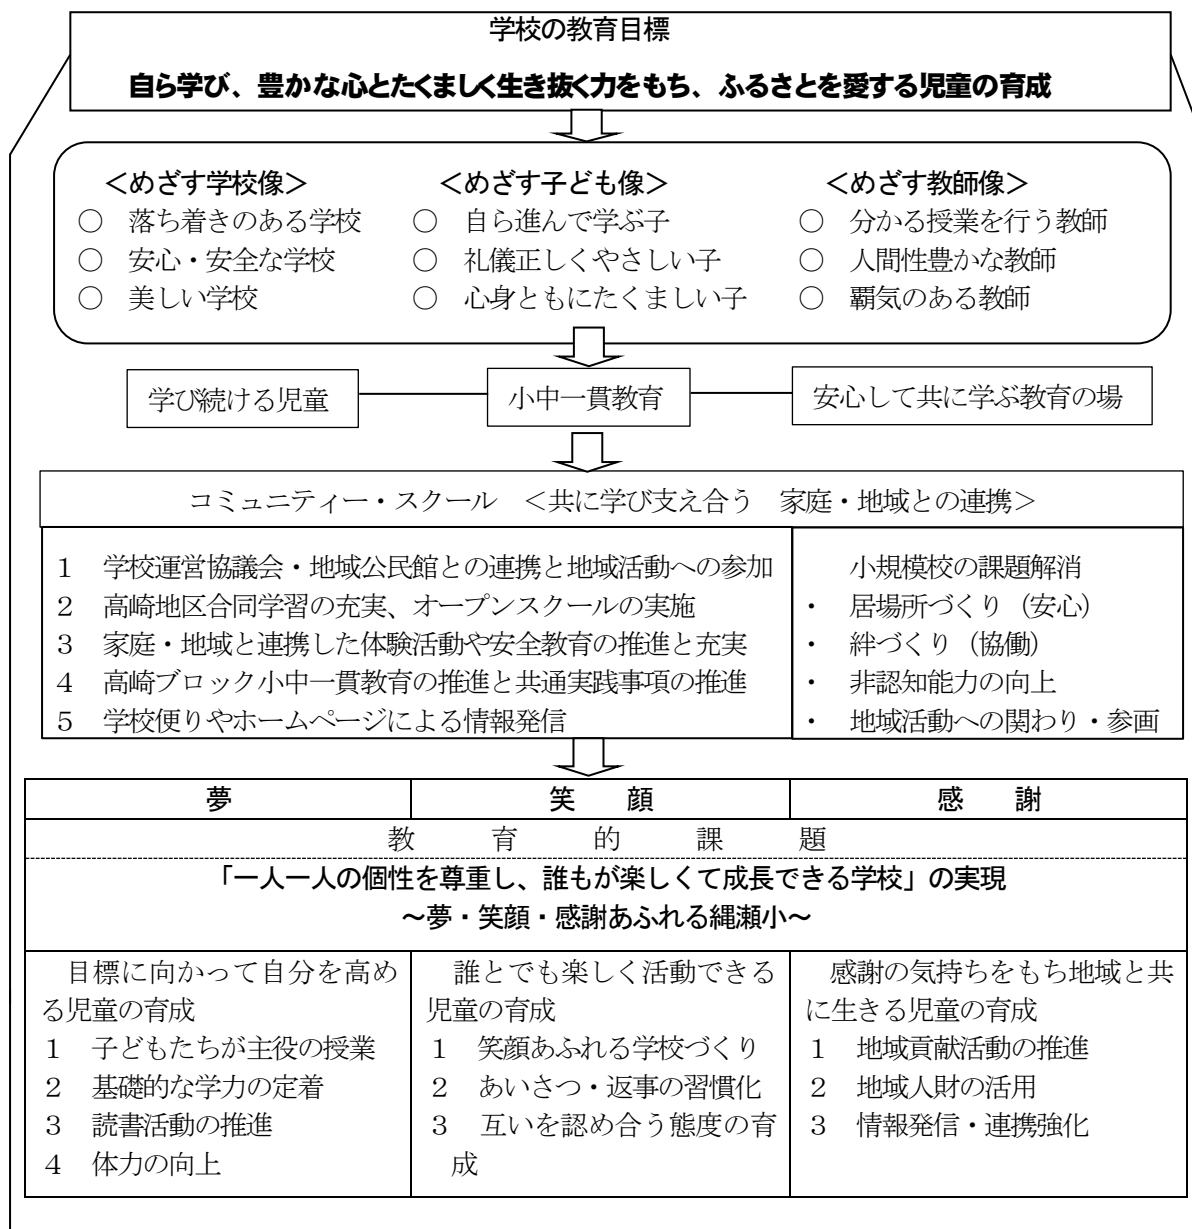 学校の教育目標
自ら学び、豊かな心とたくましく生き抜く力をもち、ふるさとを愛する児童の育成
＜めざす学校像＞
○　落ち着きのある学校
○　安心・安全な学校
○　美しい学校
＜めざす子ども像＞
○　自ら進んで学ぶ子
○　礼儀正しくやさしい子
○　心身ともにたくましい子
＜めざす教師像＞
○　分かる授業を行う教師
○　人間性豊かな教師
○　覇気のある教師
学び続ける児童
小中一貫教育
安心して共に学ぶ教育の場
コミュニティー・スクール　＜共に学び支え合う　家庭・地域との連携＞
１　学校運営協議会・地域公民館との連携と地域活動への参加
２　高崎地区合同学習の充実、オープンスクールの実施
３　家庭・地域と連携した体験活動や安全教育の推進と充実
４　高崎ブロック小中一貫教育の推進と共通実践事項の推進
５　学校便りやホームページによる情報発信
小規模校の課題解消
・　居場所づくり（安心）
・　絆づくり（協働）
・　非認知能力の向上
・　地域活動への関わり・参画
夢
笑　顔
感　謝
教　育　的　課　題
「一人一人の個性を尊重し、誰もが楽しくて成長できる学校」の実現
～夢・笑顔・感謝あふれる縄瀬小～
目標に向かって自分を高め
る児童の育成
１　子どもたちが主役の授業
２　基礎的な学力の定着
３　読書活動の推進
４　体力の向上
誰とでも楽しく活動できる
児童の育成
１　笑顔あふれる学校づくり
２　あいさつ・返事の習慣化
３　互いを認め合う態度の育
成
感謝の気持ちをもち地域と共
に生きる児童の育成
１　地域貢献活動の推進
２　地域人財の活用
３　情報発信・連携強化